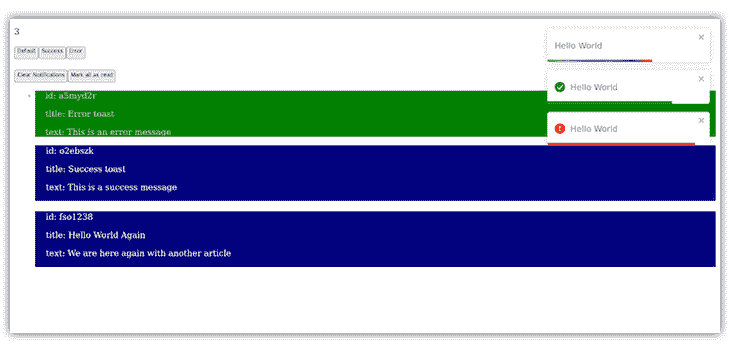 3
Default Success Error
Clear Notifications Mark all as read
id: a5myd2r
title: Error toast
text: This is an error message
id: o2ebszk
title: Success toast
text: This is a success message
id: fso1238
title: Hello World Again
text: We are here again with another article
Hello World
Hello World
Hello World